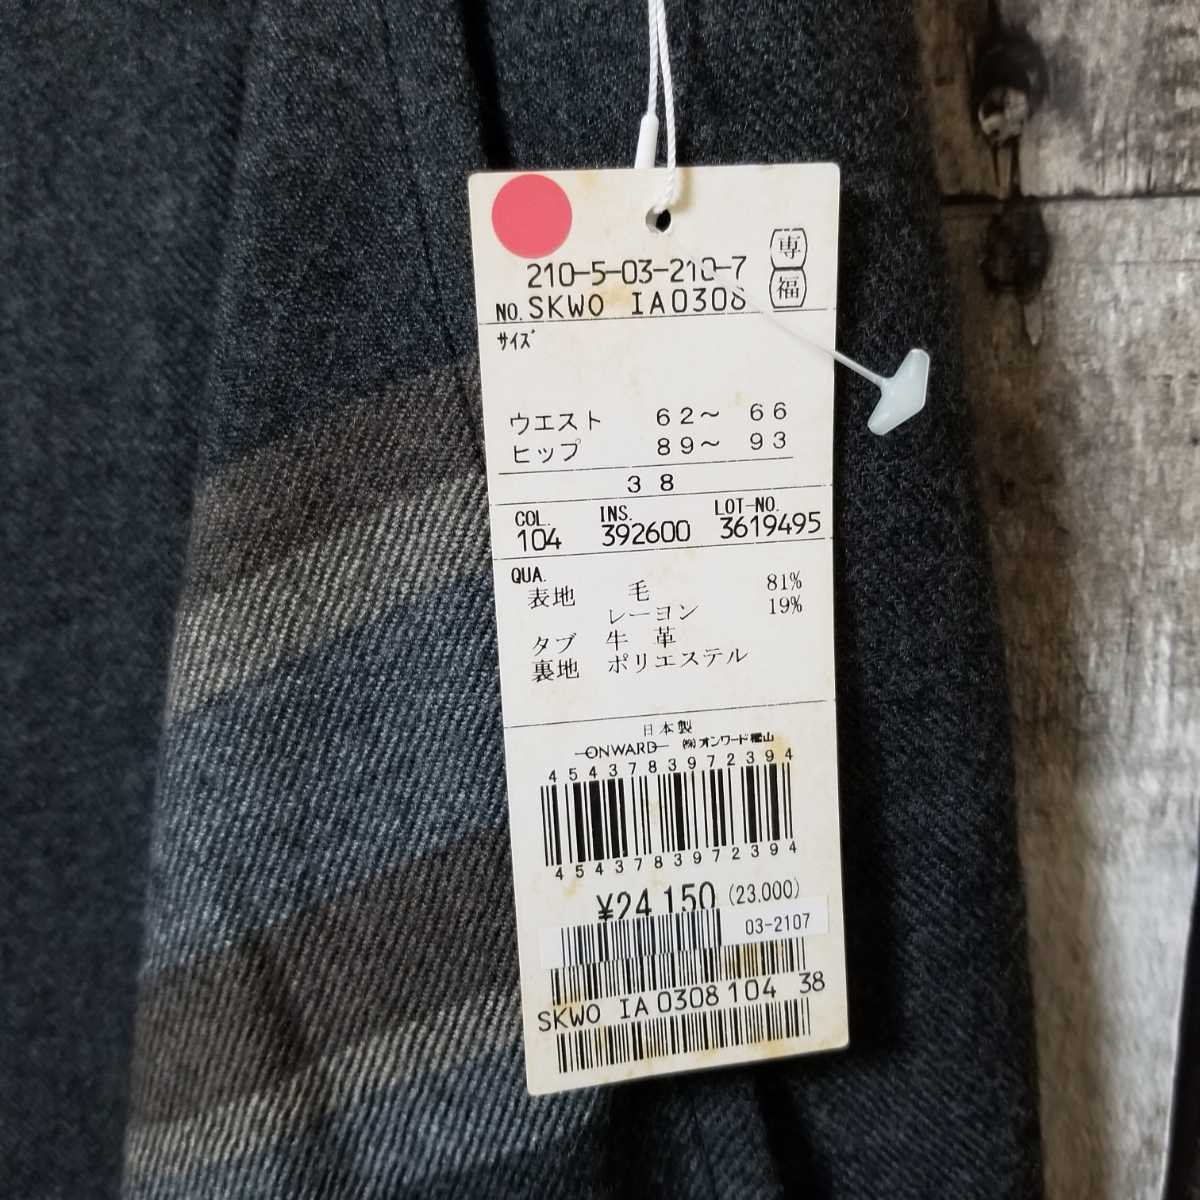 210-5-03-210-7
専
NO. SKWO IA0308
福
サイズ
ウエスト 62〜 66
ヒップ 89〜 93
38
COL. INS. LOT-NO.
104 392600 3619495
QUA.
表地 毛 81%
レーヨン 19%
タブ 牛革
裏地 ポリエステル
日本製
ONWARD ㈱オンワード樫山
4543783972394
4543783972394
¥24,150 (23,000)
03-2107
SKWO IA0308 104 38